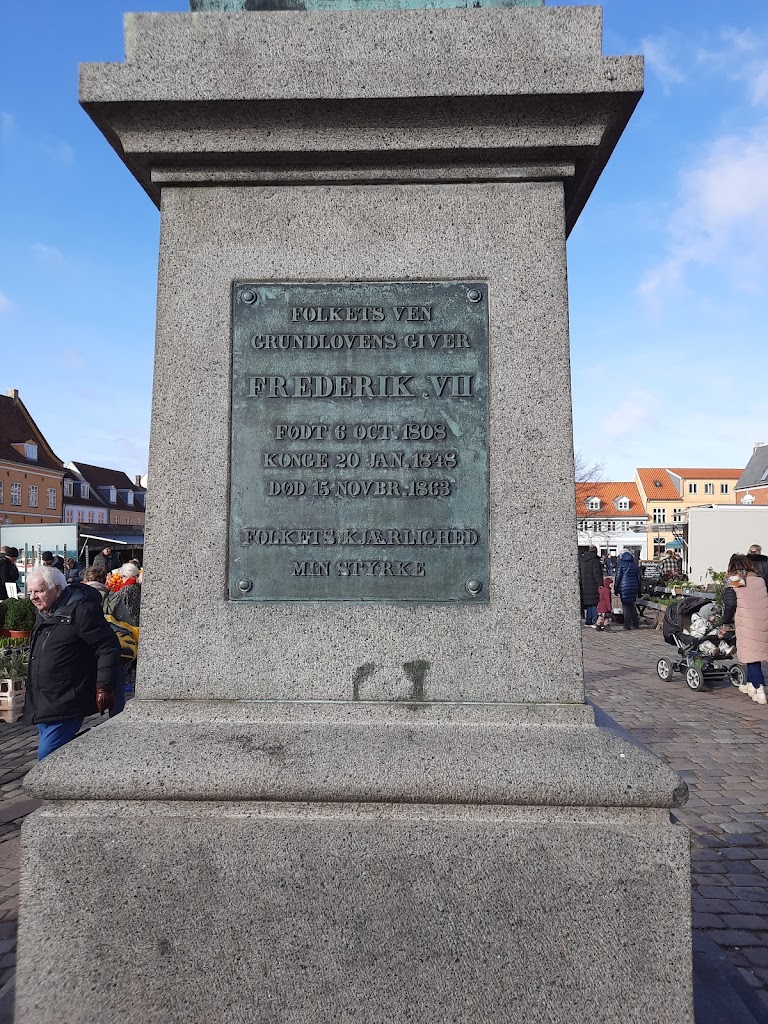 FOLKETS VEN
GRUNDLOVENS GIVER
FREDERIK. VII
FØDT 6 OCT. 1808
KONGE 20 JAN. 1848
DØD 15 NOVBR. 1863
FOLKETS KJÆRLIGHED
MIN STYRKE